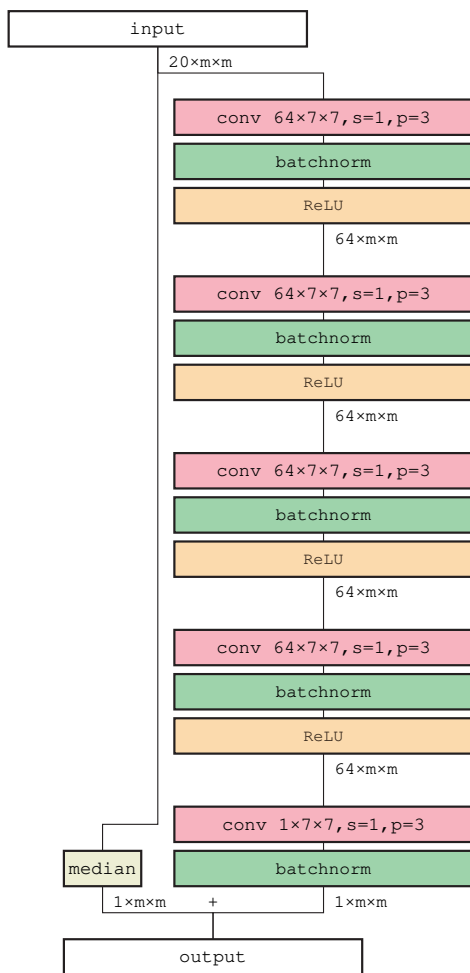 input
20×m×m
conv 64×7×7,s=1,p=3
batchnorm
ReLU
64×m×m
conv 64×7×7,s=1,p=3
batchnorm
ReLU
64×m×m
conv 64×7×7,s=1,p=3
batchnorm
ReLU
64×m×m
conv 64×7×7,s=1,p=3
batchnorm
ReLU
64×m×m
conv 1×7×7,s=1,p=3
median batchnorm
1×m×m + 1×m×m
output